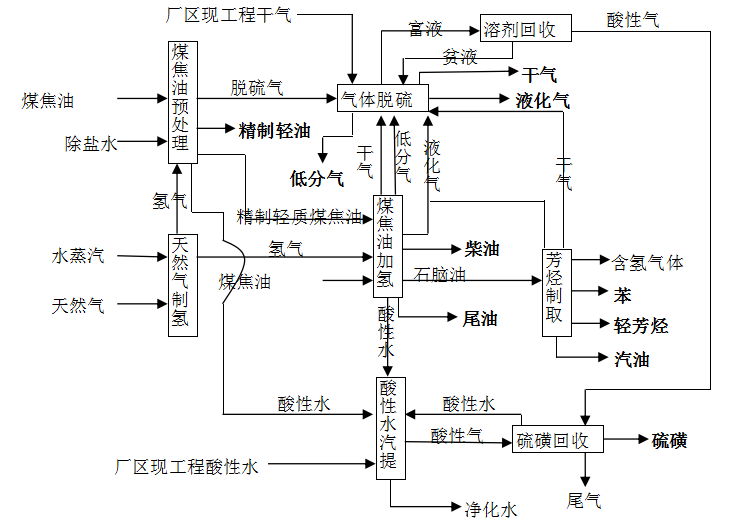 厂区现工程干气
富液
溶剂回收
酸性气
贫液
煤焦油预处理
脱硫气
气体脱硫
干气
液化气
煤焦油
精制轻油
除盐水
低分气
干气
低分气
液化气
干气
氢气
精制轻质煤焦油
煤焦油加氢
天然气制氢
水蒸汽
氢气
柴油
芳烃制取
含氢气体
煤焦油
石脑油
苯
天然气
尾油
轻芳烃
酸性水
汽油
酸性水
酸性水汽提
酸性水
酸性气
硫磺回收
硫磺
厂区现工程酸性水
净化水
尾气